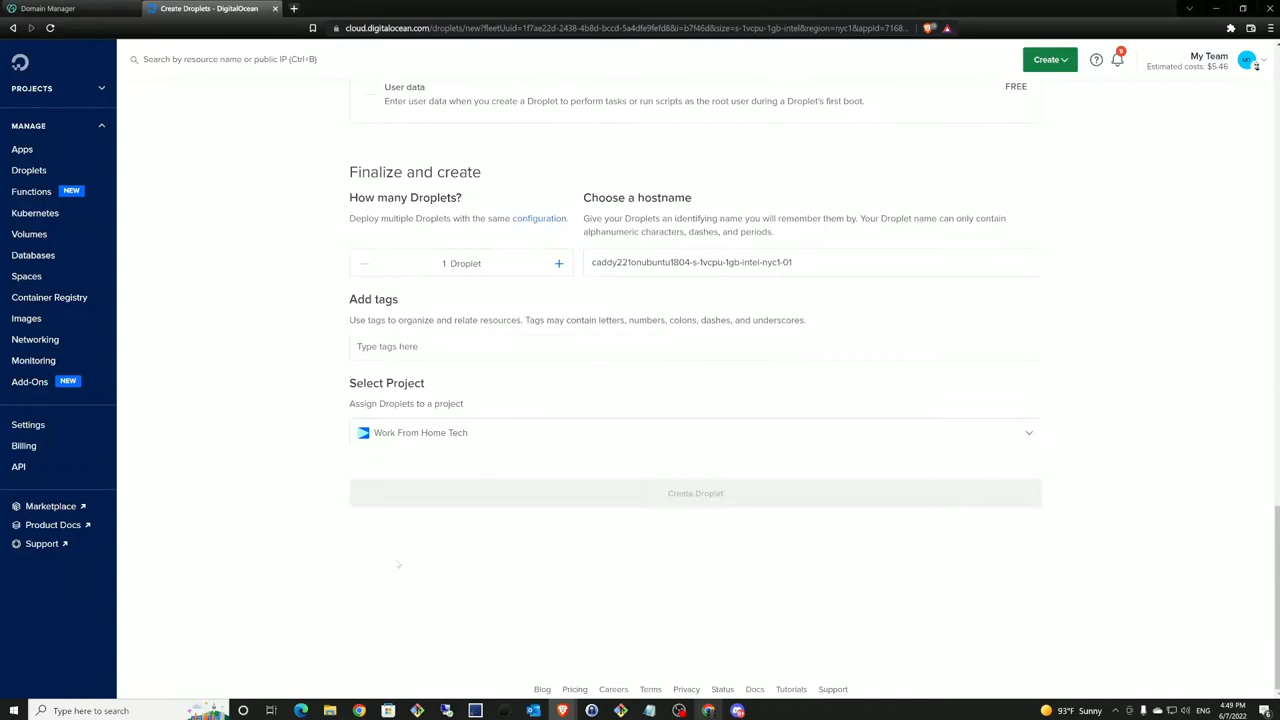 Domain Manager
Create Droplets - DigitalOcean
cloud.digitalocean.com/droplets/new?fleetUuid=1f7ae22d-2438-4b8d-bccd-5a4dfe9fefd8&i=b7f46d&size=s-1vcpu-1gb-intel&region=nyc1&appId=7168...
Search by resource name or public IP (Ctrl+B)
Create
My Team
Estimated costs: $5.46
PROJECTS
MANAGE
Apps
Droplets
Functions NEW
Kubernetes
Volumes
Databases
Spaces
Container Registry
Images
Networking
Monitoring
Add-Ons NEW
Settings
Billing
API
Marketplace
Product Docs
Support
User data
FREE
Enter user data when you create a Droplet to perform tasks or run scripts as the root user during a Droplet's first boot.
Finalize and create
How many Droplets?
Deploy multiple Droplets with the same configuration.
1 Droplet
Choose a hostname
Give your Droplets an identifying name you will remember them by. Your Droplet name can only contain
alphanumeric characters, dashes, and periods.
caddy221onubuntu1804-s-1vcpu-1gb-intel-nyc1-01
Add tags
Use tags to organize and relate resources. Tags may contain letters, numbers, colons, dashes, and underscores.
Type tags here
Select Project
Assign Droplets to a project
Work From Home Tech
Create Droplet
Blog Pricing Careers Terms Privacy Status Docs Tutorials Support
Type here to search
93°F Sunny
4:49 PM
6/7/2022